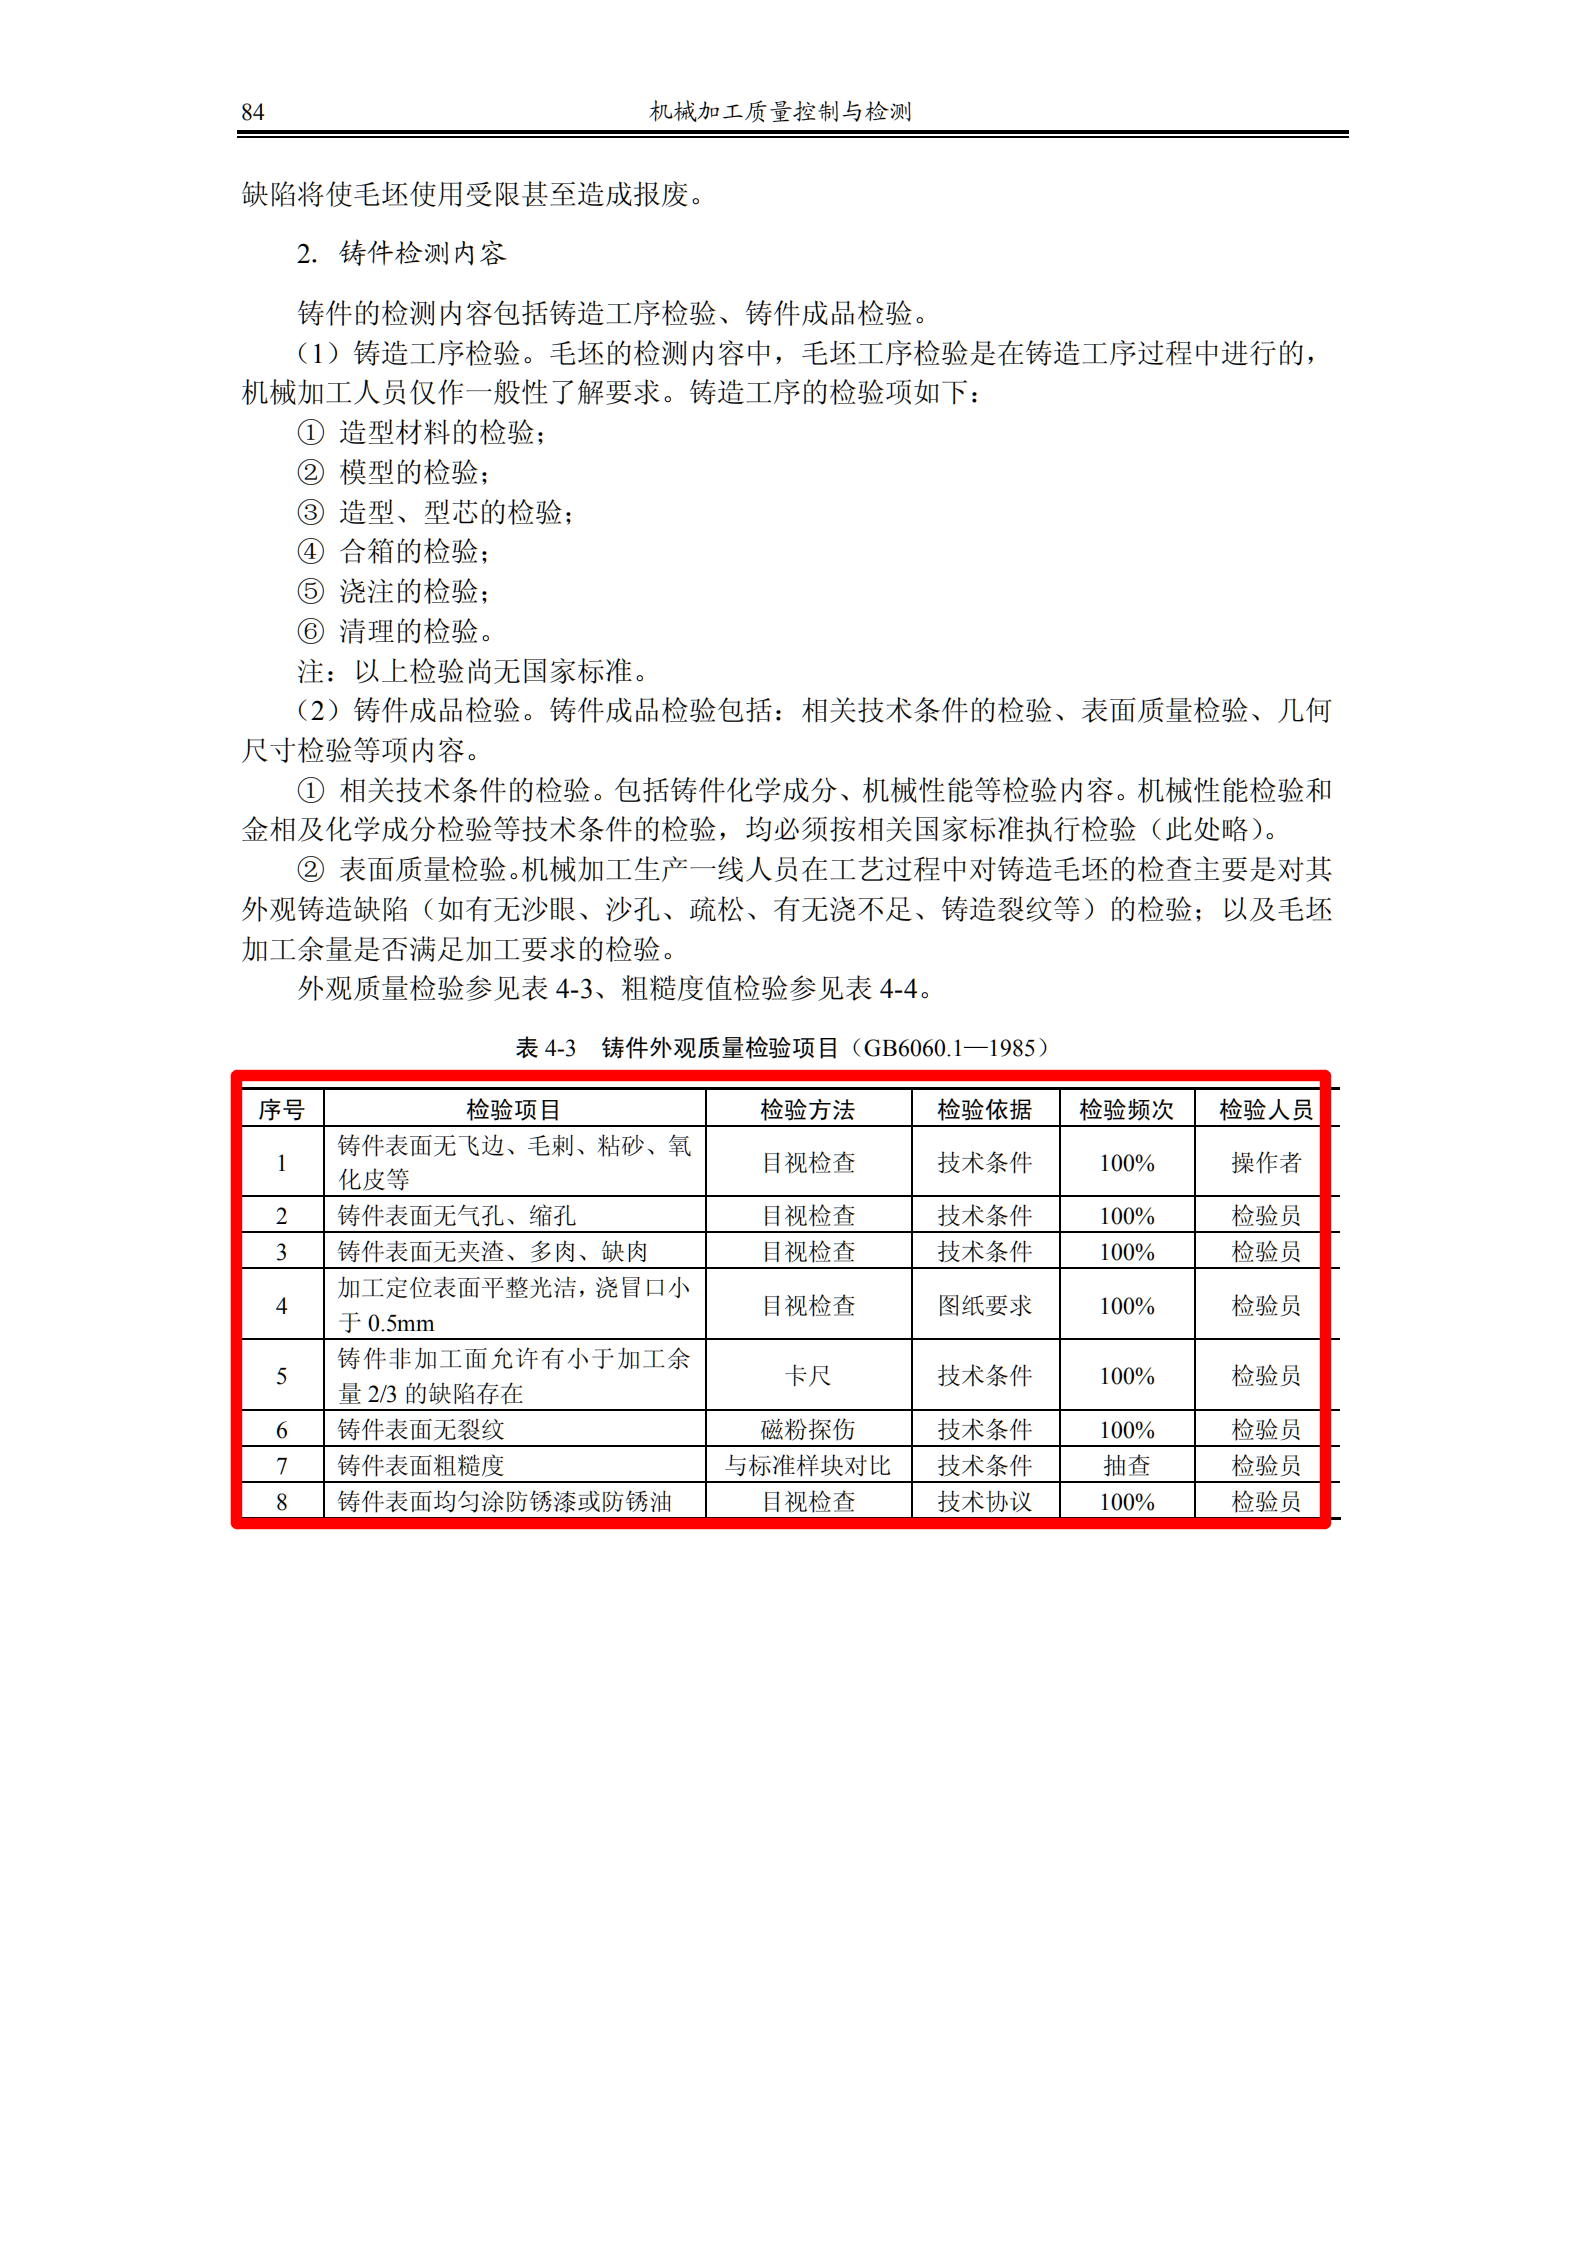 84
机械加工质量控制与检测
缺陷将使毛坯使用受限甚至造成报废。
2. 铸件检测内容
铸件的检测内容包括铸造工序检验、铸件成品检验。
（1）铸造工序检验。毛坯的检测内容中，毛坯工序检验是在铸造工序过程中进行的，
机械加工人员仅作一般性了解要求。铸造工序的检验项如下：
① 造型材料的检验；
② 模型的检验；
③ 造型、型芯的检验；
④ 合箱的检验；
⑤ 浇注的检验；
⑥ 清理的检验。
注：以上检验尚无国家标准。
（2）铸件成品检验。铸件成品检验包括：相关技术条件的检验、表面质量检验、几何
尺寸检验等项内容。
① 相关技术条件的检验。包括铸件化学成分、机械性能等检验内容。机械性能检验和
金相及化学成分检验等技术条件的检验，均必须按相关国家标准执行检验（此处略）。
② 表面质量检验。机械加工生产一线人员在工艺过程中对铸造毛坯的检查主要是对其
外观铸造缺陷（如有无沙眼、沙孔、疏松、有无浇不足、铸造裂纹等）的检验；以及毛坯
加工余量是否满足加工要求的检验。
外观质量检验参见表 4-3、粗糙度值检验参见表 4-4。
表 4-3 铸件外观质量检验项目（GB6060.1—1985）
序号 检验项目 检验方法 检验依据 检验频次 检验人员
1 铸件表面无飞边、毛刺、粘砂、氧
化皮等 目视检查 技术条件 100% 操作者
2 铸件表面无气孔、缩孔 目视检查 技术条件 100% 检验员
3 铸件表面无夹渣、多肉、缺肉 目视检查 技术条件 100% 检验员
4 加工定位表面平整光洁，浇冒口小
于 0.5mm 目视检查 图纸要求 100% 检验员
5 铸件非加工面允许有小于加工余
量 2/3 的缺陷存在 卡尺 技术条件 100% 检验员
6 铸件表面无裂纹 磁粉探伤 技术条件 100% 检验员
7 铸件表面粗糙度 与标准样块对比 技术条件 抽查 检验员
8 铸件表面均匀涂防锈漆或防锈油 目视检查 技术协议 100% 检验员